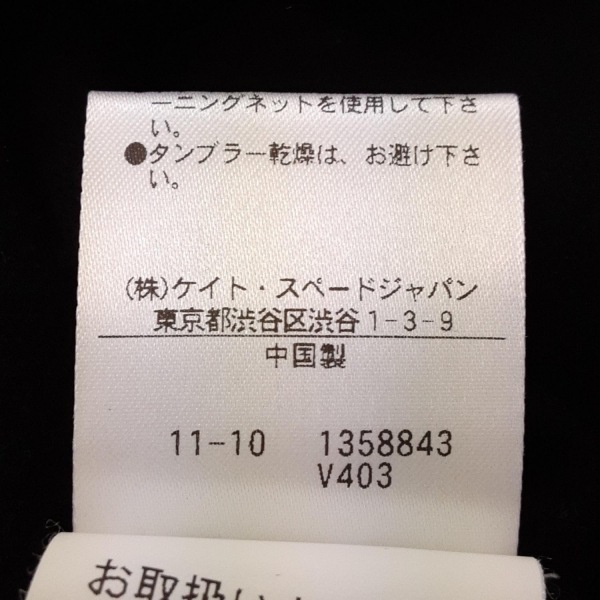 ーニングネットを使用して下さ
い。
●タンブラー乾燥は、お避け下さ
い。
(株)ケイト・スペードジャパン
東京都渋谷区渋谷1-3-9
中国製
11-10 1358843
V403
お取扱い